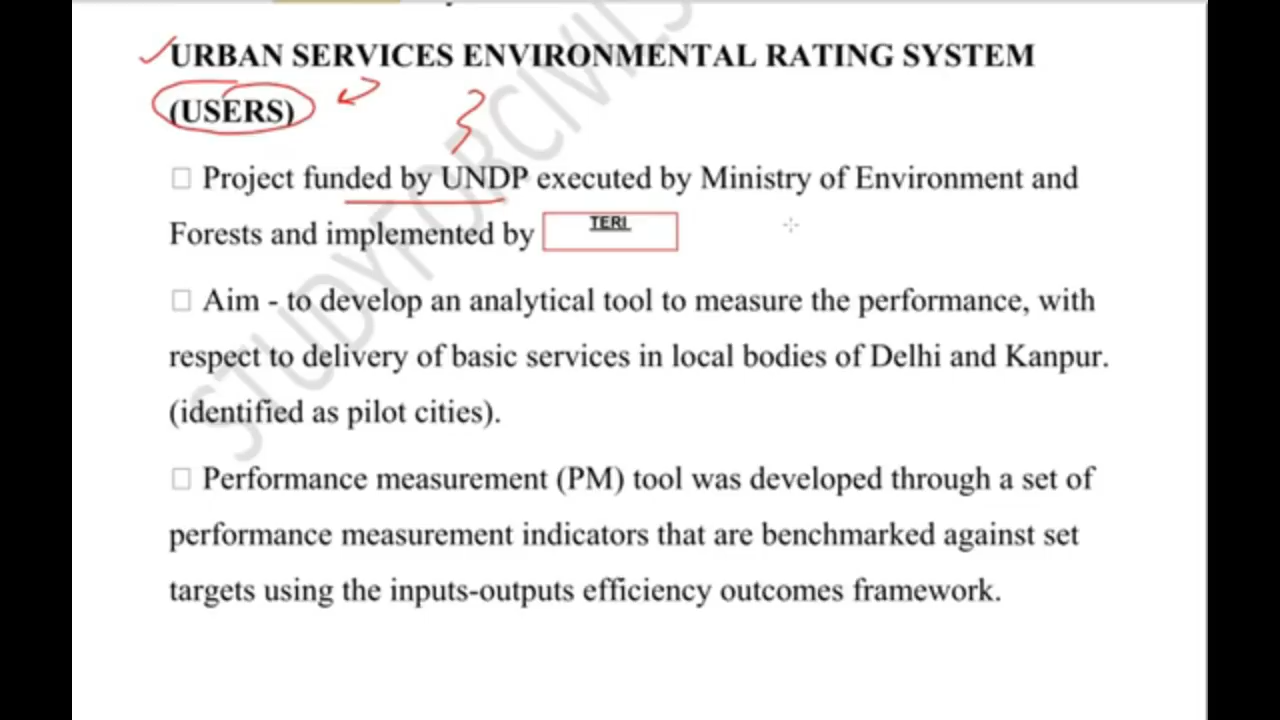 URBAN SERVICES ENVIRONMENTAL RATING SYSTEM
(USERS)
Project funded by UNDP executed by Ministry of Environment and
Forests and implemented by TERI
Aim - to develop an analytical tool to measure the performance, with
respect to delivery of basic services in local bodies of Delhi and Kanpur.
(identified as pilot cities).
Performance measurement (PM) tool was developed through a set of
performance measurement indicators that are benchmarked against set
targets using the inputs-outputs efficiency outcomes framework.
STUDYFORCIVILS